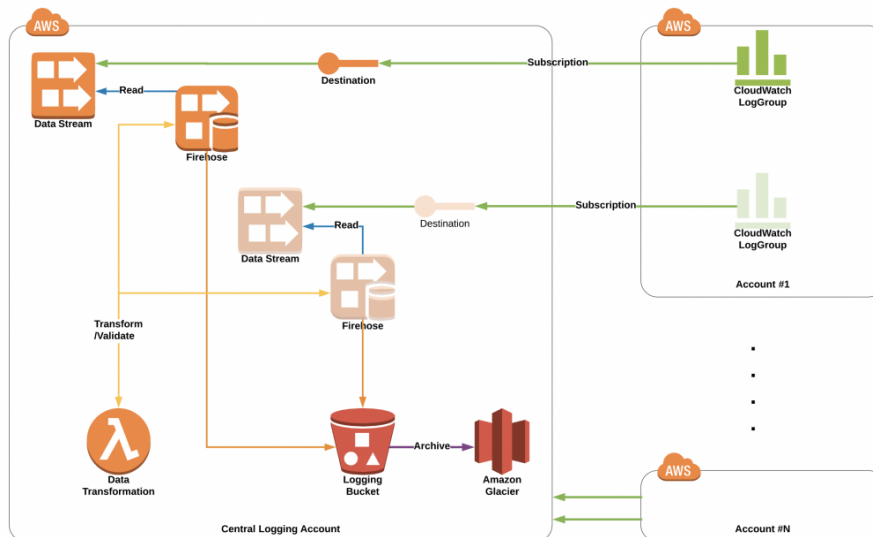 AWS
AWS
Subscription
Destination
CloudWatch
LogGroup
Read
Data Stream
Firehose
Subscription
Destination
CloudWatch
LogGroup
Read
Data Stream
Account #1
Firehose
Transform
/Validate
λ
Archive
Data
Transformation
Logging
Bucket
Amazon
Glacier
AWS
Central Logging Account
Account #N